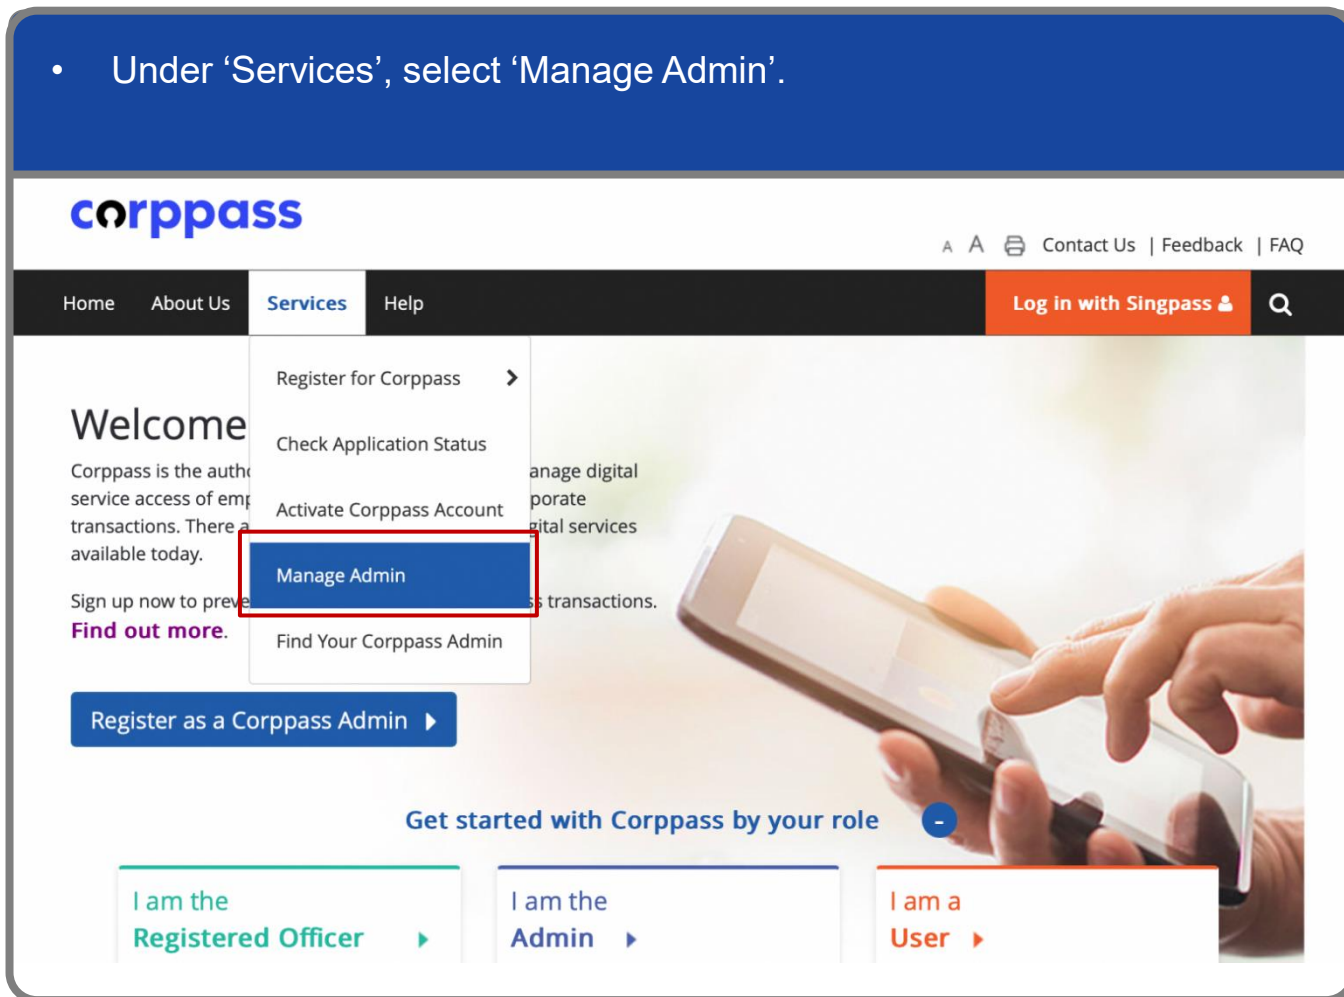 • Under ‘Services’, select ‘Manage Admin’.
corppass
A A Contact Us | Feedback | FAQ
Home About Us Services Help Log in with Singpass
Register for Corppass
Check Application Status
Activate Corppass Account
Manage Admin
Find Your Corppass Admin
Welcome
Corppass is the anage digital
service access of porate
transactions. There gital services
available today.
Sign up now to transactions.
Find out more.
Register as a Corppass Admin
Get started with Corppass by your role -
I am the
Registered Officer
I am the
Admin
I am a
User